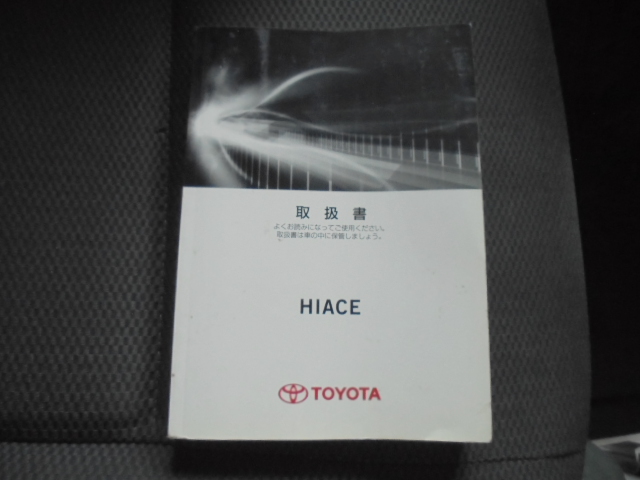 取扱書
よくお読みになってご使用ください。
取扱書は車の中に保管しましょう。
HIACE
TOYOTA